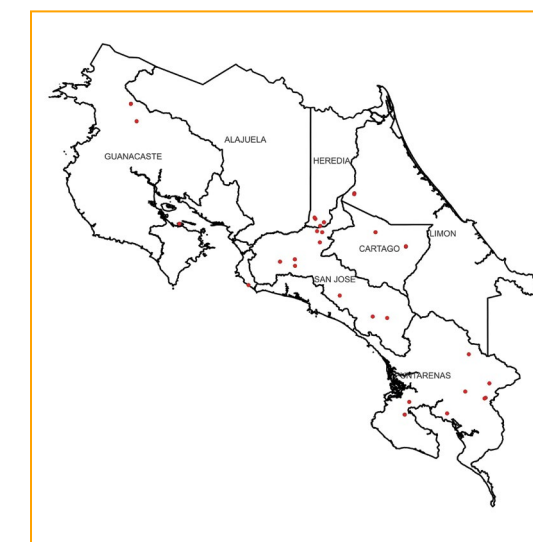 ALAJUELA
GUANACASTE
HEREDIA
LIMON
CARTAGO
SAN JOSE
PUNTARENAS